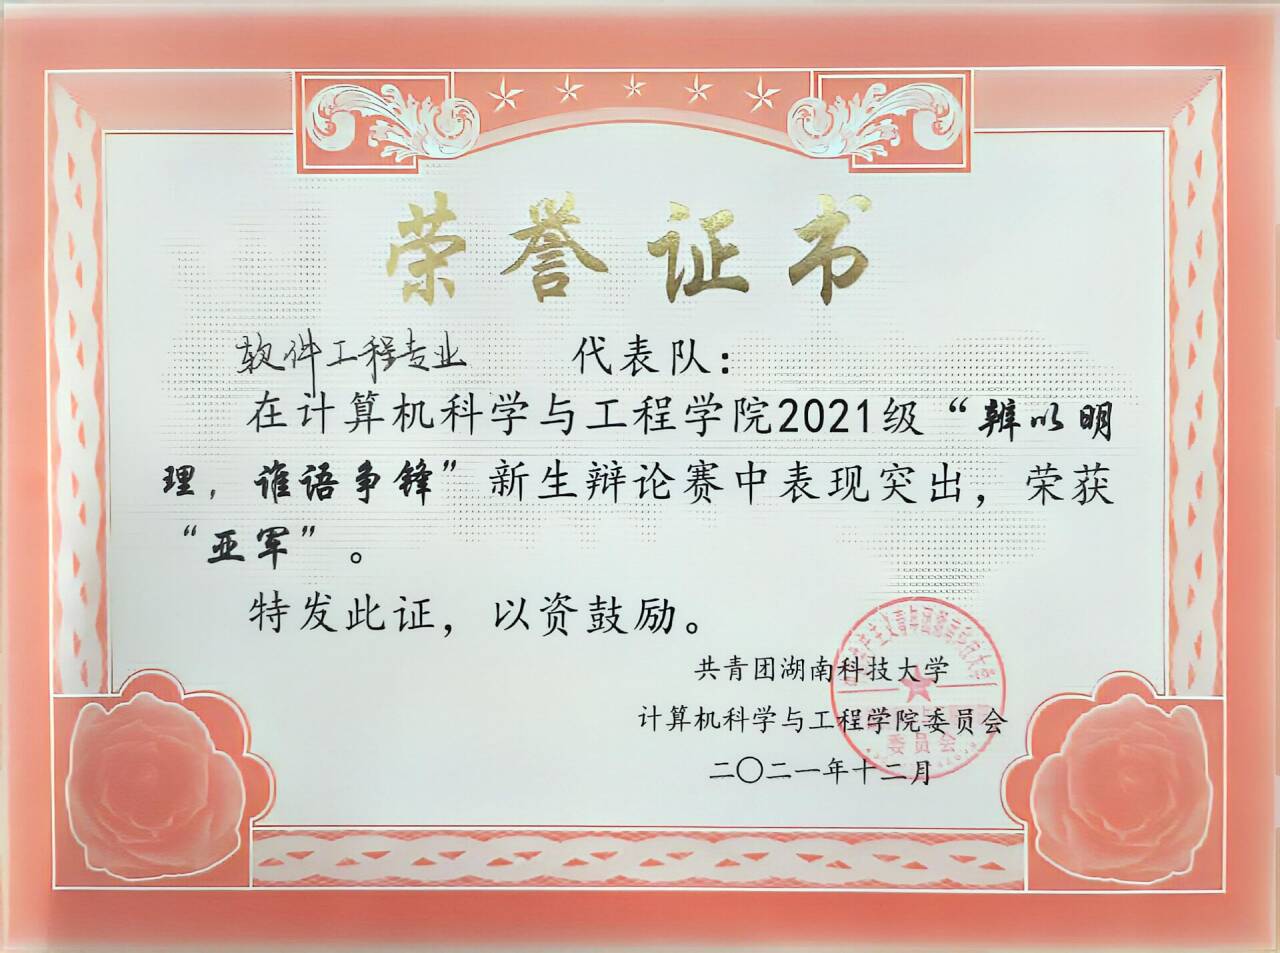 荣誉证书
软件工程专业 代表队：
在计算机科学与工程学院2021级“辨以明
理，谁语争锋”新生辩论赛中表现突出，荣获
“亚军”。
特发此证，以资鼓励。
共青团湖南科技大学
计算机科学与工程学院委员会
二〇二一年十二月
委员会